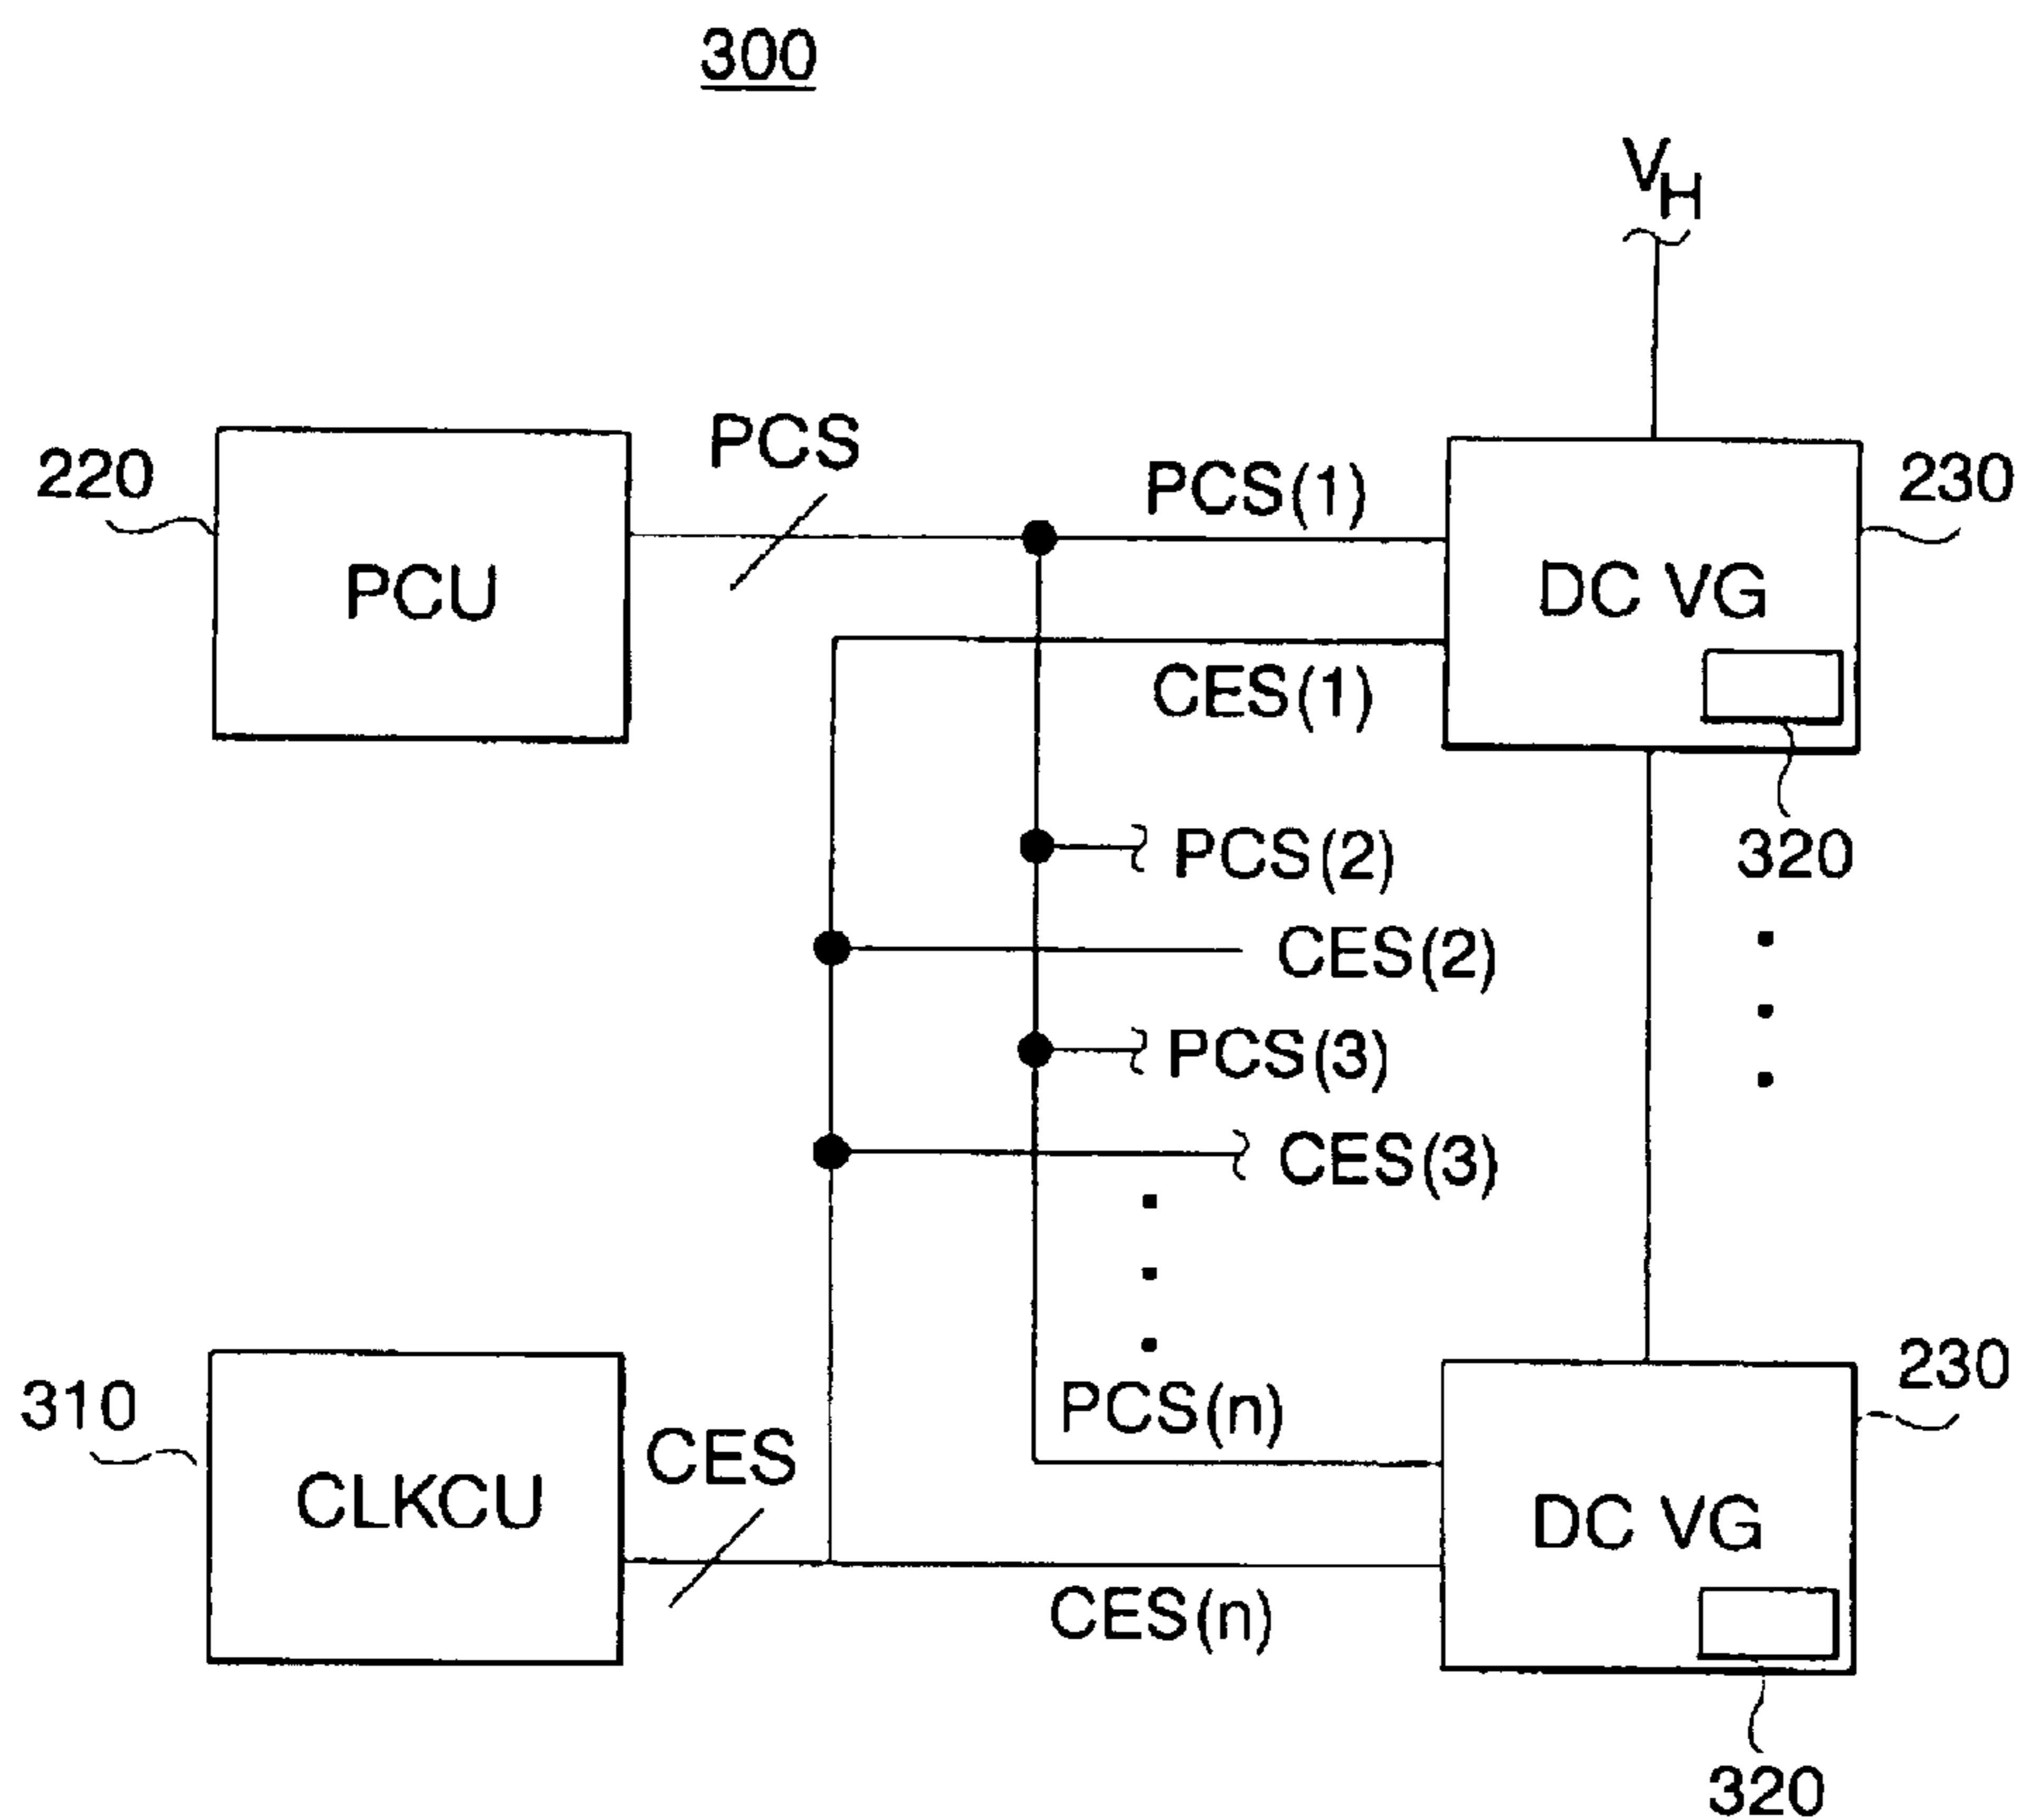 300
VH
PCS
PCS(1)
220
230
PCU
DC VG
CES(1)
PCS(2)
320
CES(2)
PCS(3)
CES(3)
230
310
PCS(n)
CES
CLKCU
DC VG
CES(n)
320